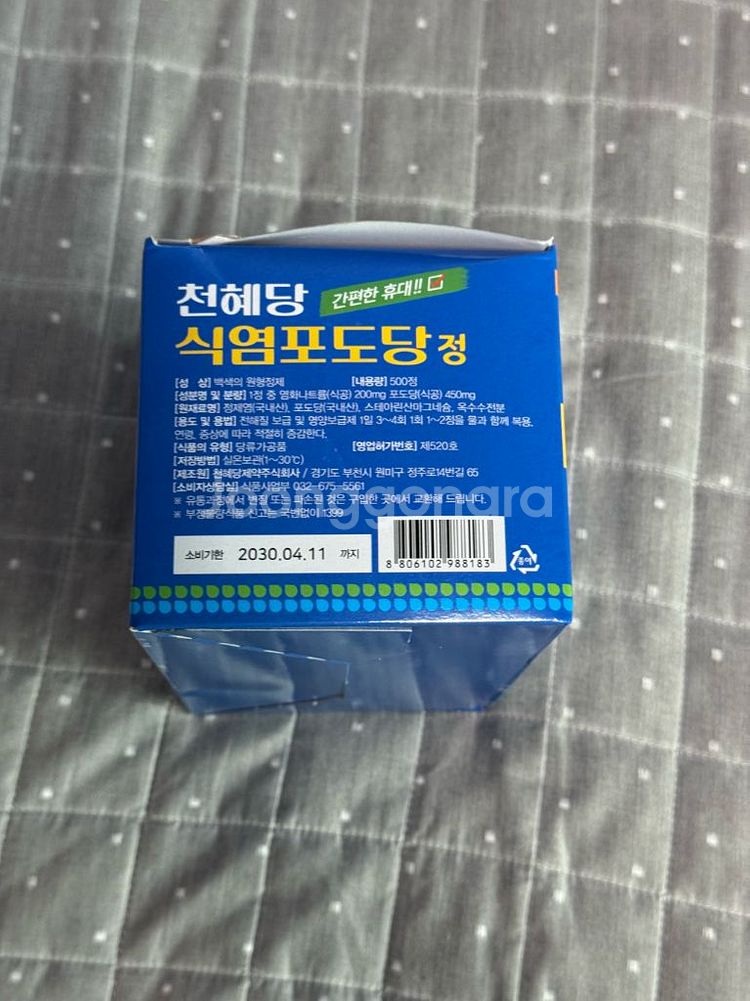 천혜당 간편한 휴대!!
식염포도당 정
[성 상] 백색의 원형정제 [내용량] 500정
[성분명 및 분량] 1정 중 염화나트륨(식공) 200mg 포도당(식공) 450mg
[원재료명] 정제염(국내산), 포도당(국내산), 스테아린산마그네슘, 옥수수전분
[용도 및 용법] 전해질 보급 및 영양보급제 1일 3~4회 1회 1~2정을 물과 함께 복용.
연령, 증상에 따라 적절히 증감한다.
[식품의 유형] 당류가공품 [영업허가번호] 제520호
[저장방법] 실온보관(1~30℃)
[제조원] 천혜당제약주식회사 / 경기도 부천시 원미구 정주로14번길 65
[소비자상담실] 식품사업부 032-675-5561
※ 유통과정에서 변질 또는 파손된 것은 구입한 곳에서 교환해 드립니다.
※ 부정불량식품 신고는 국번없이 1399
joonggonara
소비기한 2030.04.11 까지
8 806102 988183
종이